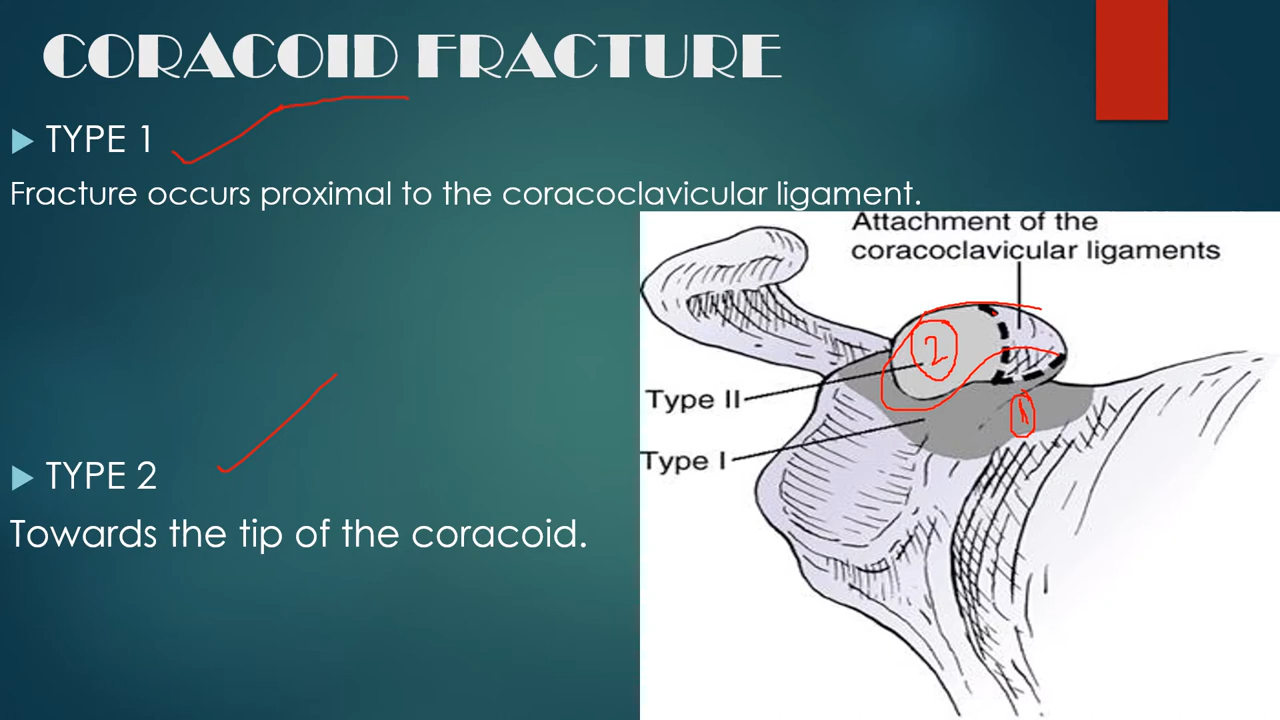 CORACOID FRACTURE
TYPE 1
Fracture occurs proximal to the coracoclavicular ligament.
Attachment of the
coracoclavicular ligaments
2
Type II
1
Type I
TYPE 2
Towards the tip of the coracoid.